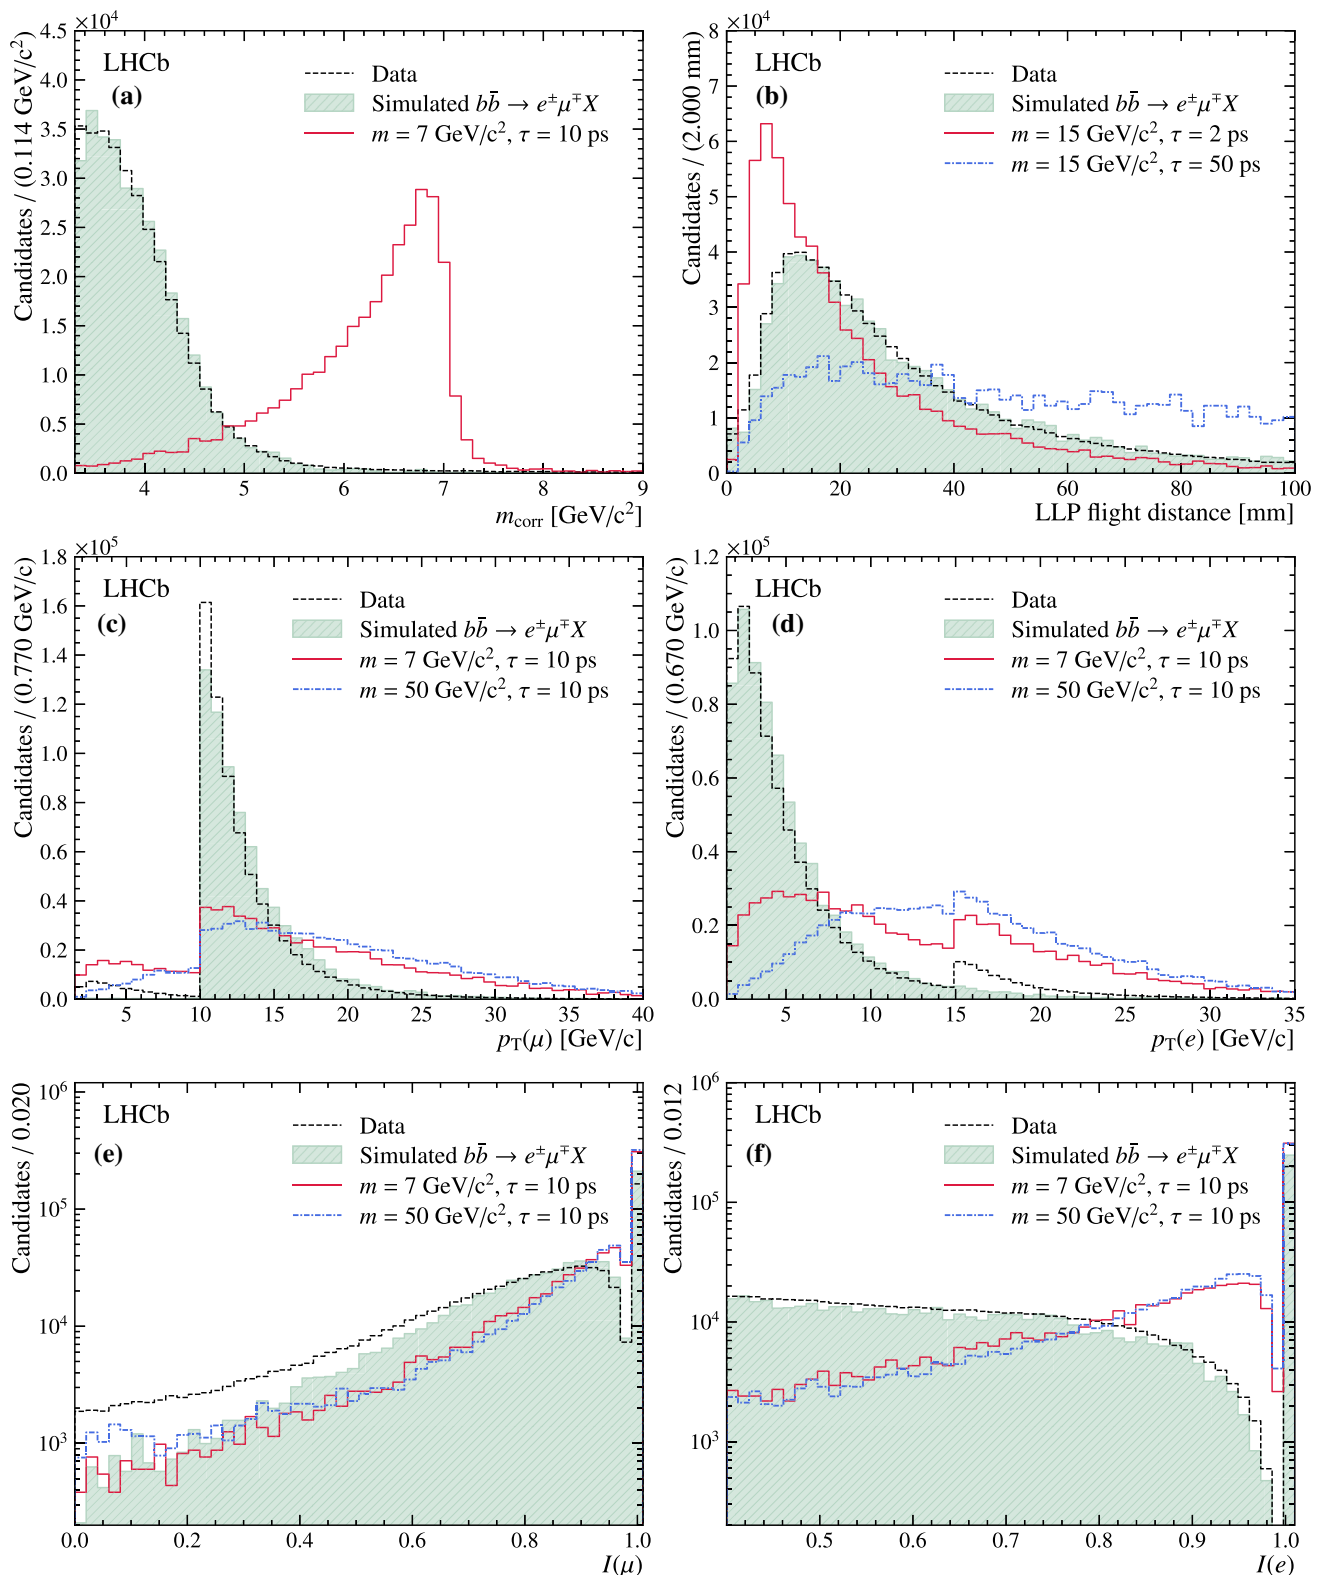 ×10⁴
4.5
4.0
3.5
3.0
2.5
2.0
1.5
1.0
0.5
0.0
Candidates / (0.114 GeV/c²)
LHCb
(a)
Data
Simulated bb̄ → e±μ∓X
m = 7 GeV/c², τ = 10 ps
4 5 6 7 8 9
m_corr [GeV/c²]
×10⁴
8
7
6
5
4
3
2
1
0
Candidates / (2.000 mm)
LHCb
(b)
Data
Simulated bb̄ → e±μ∓X
m = 15 GeV/c², τ = 2 ps
m = 15 GeV/c², τ = 50 ps
0 20 40 60 80 100
LLP flight distance [mm]
×10⁵
1.8
1.6
1.4
1.2
1.0
0.8
0.6
0.4
0.2
0.0
Candidates / (0.770 GeV/c)
LHCb
(c)
Data
Simulated bb̄ → e±μ∓X
m = 7 GeV/c², τ = 10 ps
m = 50 GeV/c², τ = 10 ps
5 10 15 20 25 30 35 40
p_T(μ) [GeV/c]
×10⁵
1.2
1.0
0.8
0.6
0.4
0.2
0.0
Candidates / (0.670 GeV/c)
LHCb
(d)
Data
Simulated bb̄ → e±μ∓X
m = 7 GeV/c², τ = 10 ps
m = 50 GeV/c², τ = 10 ps
5 10 15 20 25 30 35
p_T(e) [GeV/c]
10⁶
10⁵
10⁴
10³
Candidates / 0.020
LHCb
(e)
Data
Simulated bb̄ → e±μ∓X
m = 7 GeV/c², τ = 10 ps
m = 50 GeV/c², τ = 10 ps
0.0 0.2 0.4 0.6 0.8 1.0
I(μ)
10⁶
10⁵
10⁴
10³
Candidates / 0.012
LHCb
(f)
Data
Simulated bb̄ → e±μ∓X
m = 7 GeV/c², τ = 10 ps
m = 50 GeV/c², τ = 10 ps
0.5 0.6 0.7 0.8 0.9 1.0
I(e)